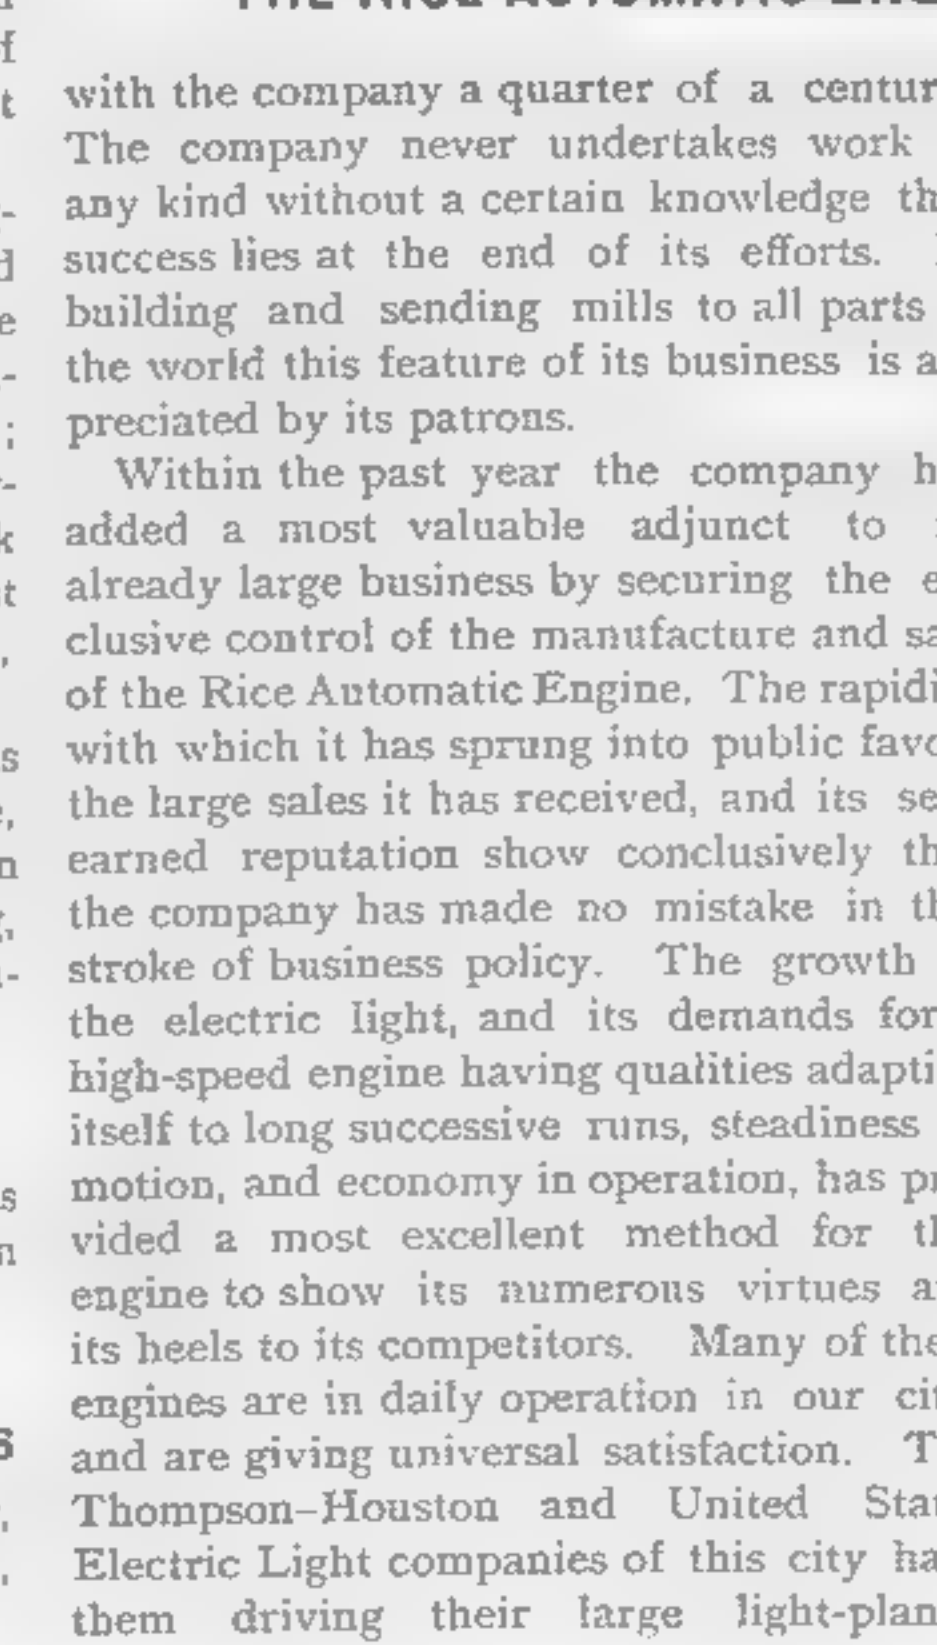 THE RICE AUTOMATIC
with the company a quarter of a centur
The company never undertakes work
any kind without a certain knowledge th
success lies at the end of its efforts.
building and sending mills to all parts
the world this feature of its business is a
preciated by its patrons.
Within the past year the company h
added a most valuable adjunct to
already large business by securing the e
clusive control of the manufacture and sa
of the Rice Automatic Engine. The rapidi
with which it has sprung into public favo
the large sales it has received, and its se
earned reputation show conclusively th
the company has made no mistake in th
stroke of business policy. The growth
the electric light, and its demands for
high-speed engine having qualities adapti
itself to long successive runs, steadiness
motion, and economy in operation, has pr
vided a most excellent method for th
engine to show its numerous virtues a
its heels to its competitors. Many of the
engines are in daily operation in our cit
and are giving universal satisfaction. T
Thompson-Houston and United Stat
Electric Light companies of this city ha
them driving their large light-plan